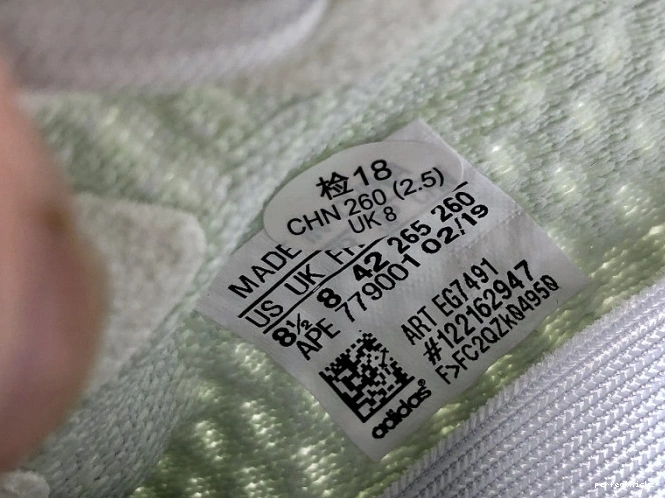 检18
CHN 260 (2.5)
UK 8
MADE
US UK FR
8½ 8 42 265 260
APE 779001 02/19
ART EG7491
#122162947
F>FC2QZkQ495Q
adidas®